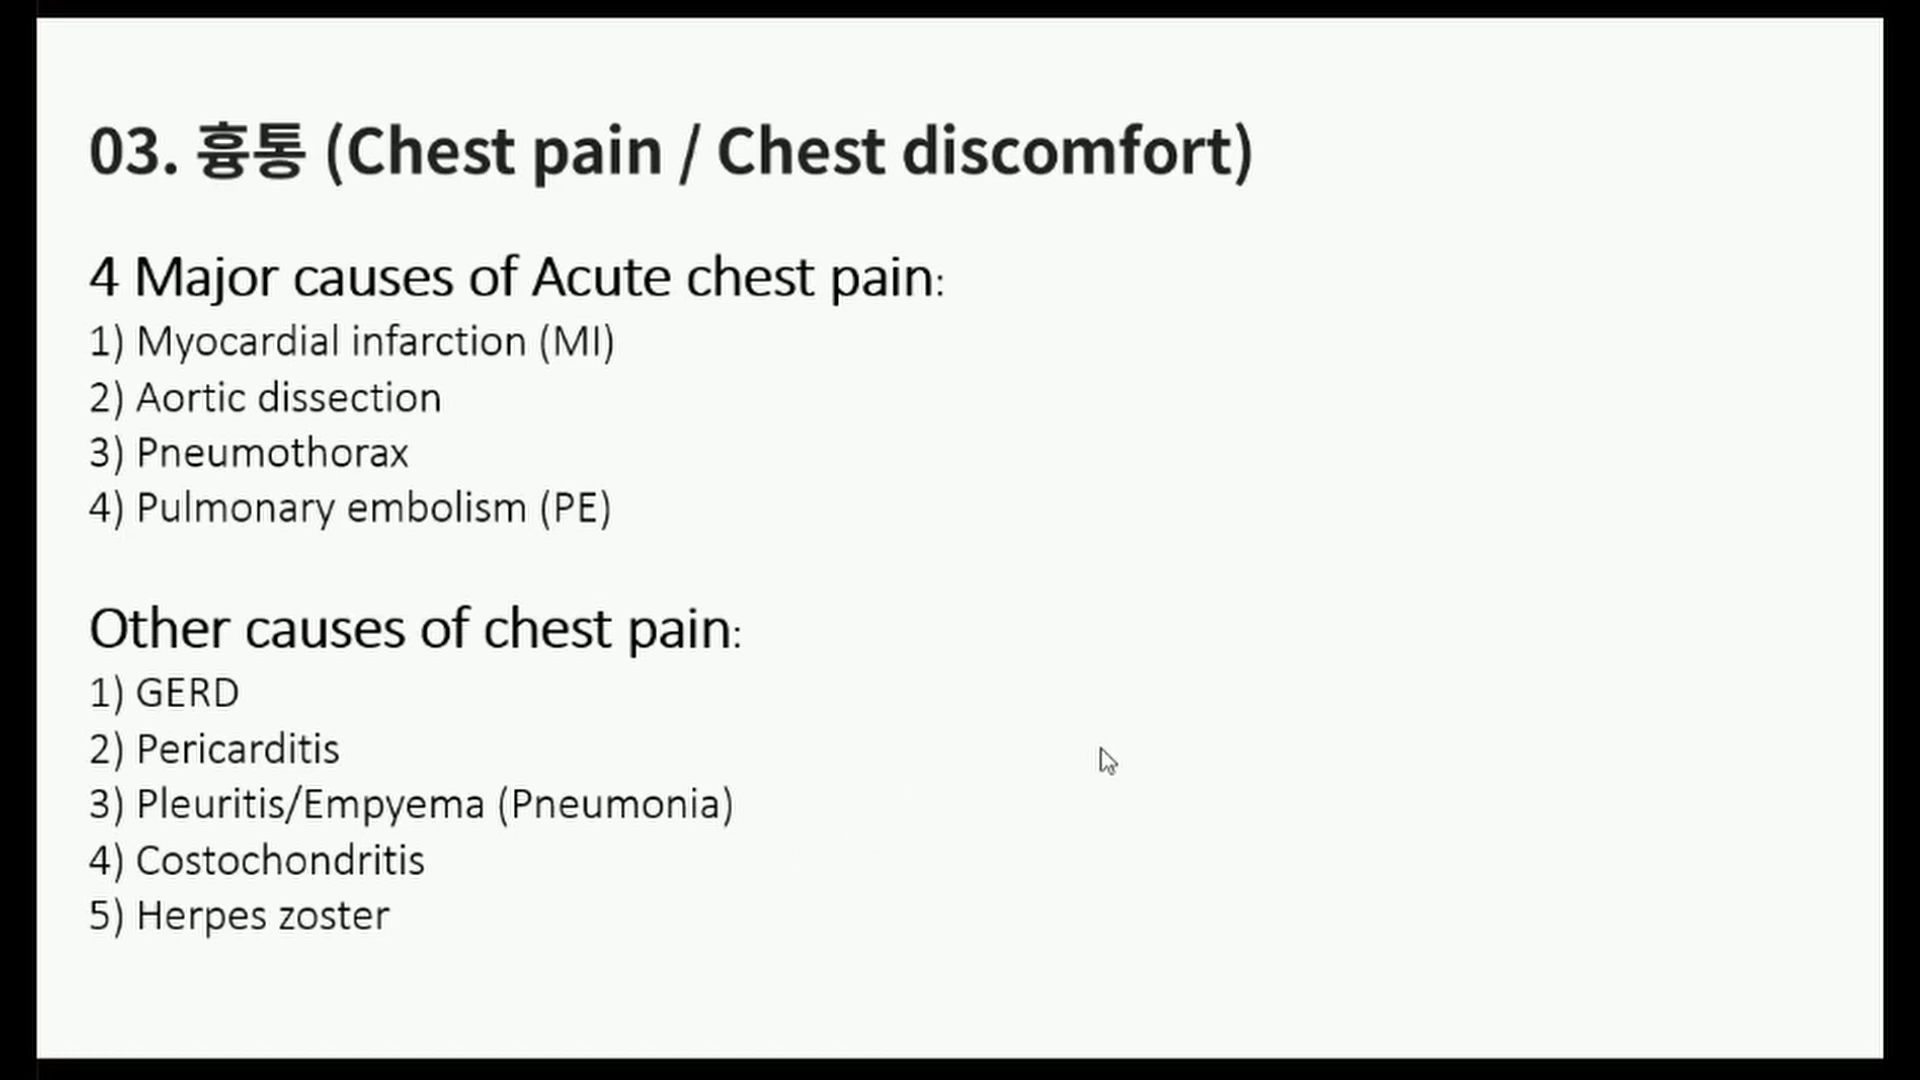 03. 흉통 (Chest pain / Chest discomfort)
4 Major causes of Acute chest pain:
1) Myocardial infarction (MI)
2) Aortic dissection
3) Pneumothorax
4) Pulmonary embolism (PE)
Other causes of chest pain:
1) GERD
2) Pericarditis
3) Pleuritis/Empyema (Pneumonia)
4) Costochondritis
5) Herpes zoster